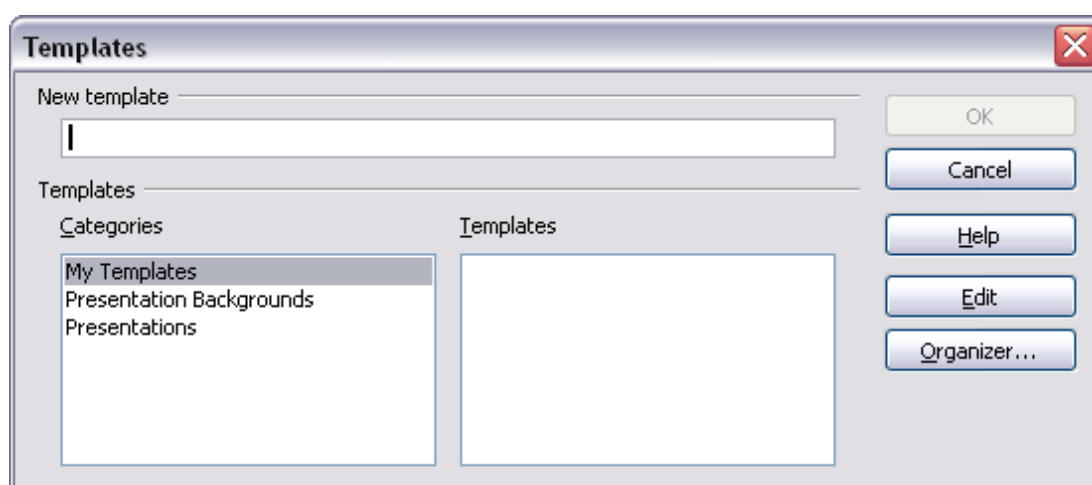 Templates
New template
OK
Cancel
Templates
Categories
Templates
Help
My Templates
Presentation Backgrounds
Presentations
Edit
Organizer...